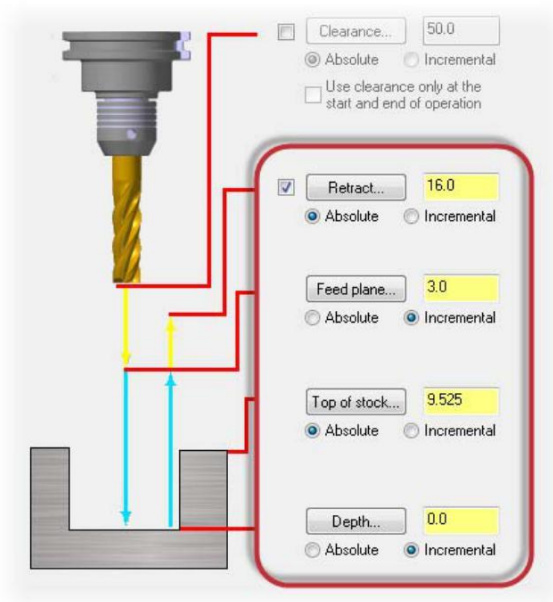 Clearance... 50.0
Absolute Incremental
Use clearance only at the
start and end of operation
Retract... 16.0
Absolute Incremental
Feed plane... 3.0
Absolute Incremental
Top of stock... 9.525
Absolute Incremental
Depth... 0.0
Absolute Incremental